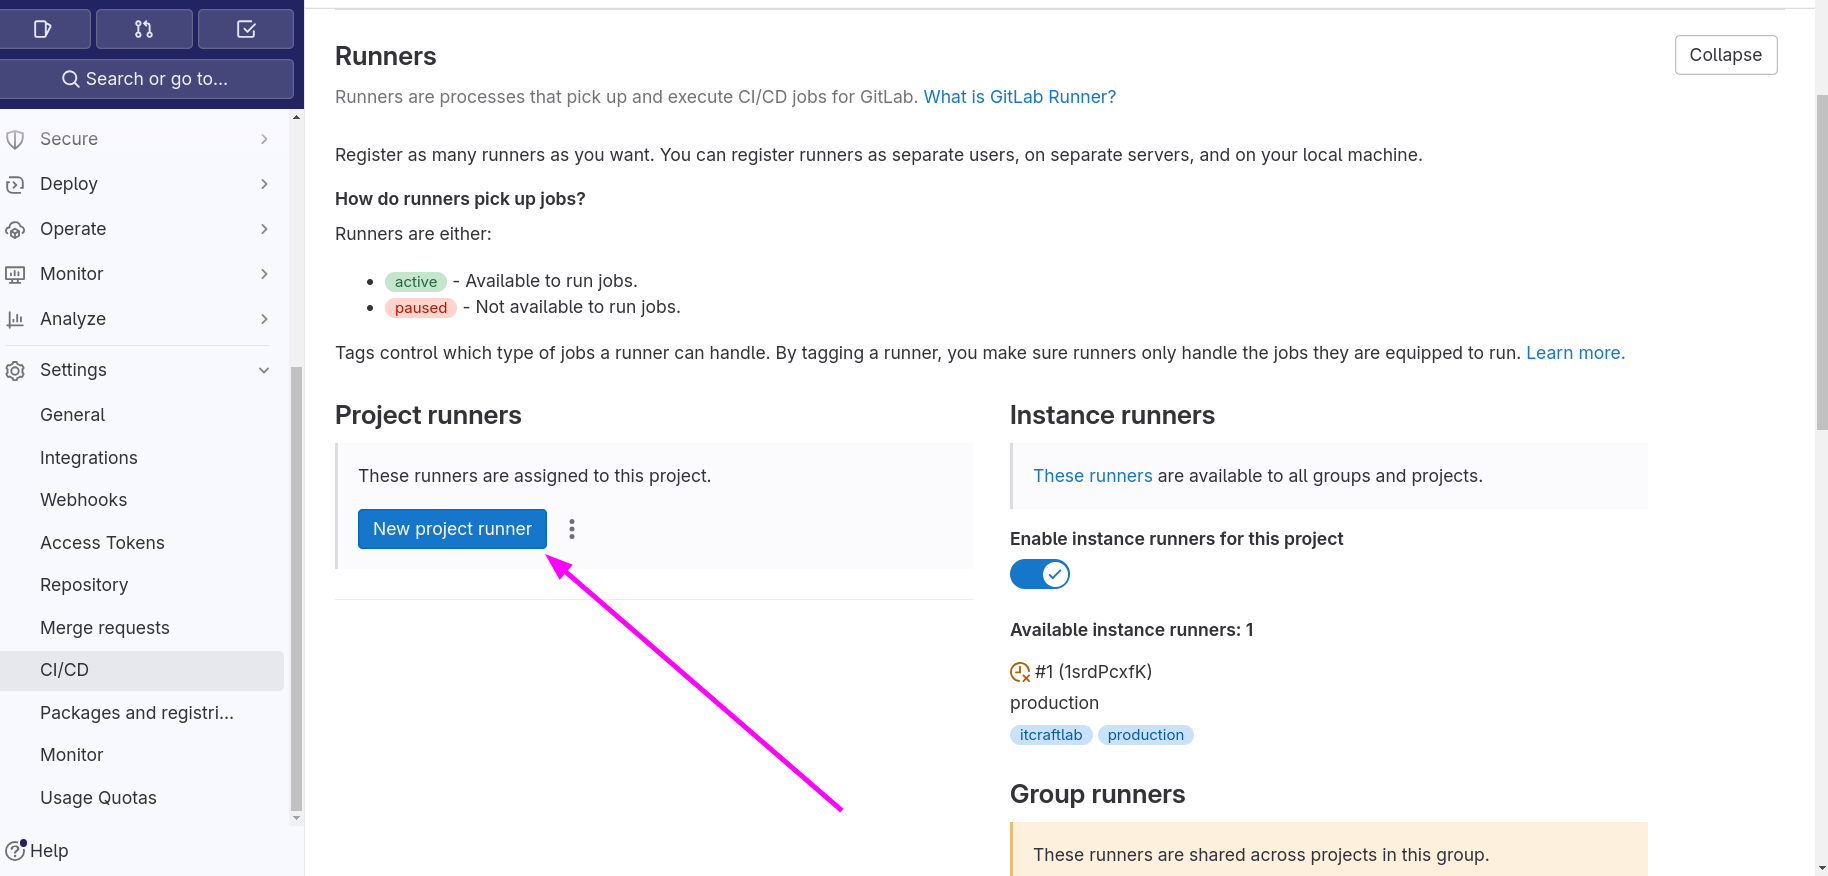 Search or go to...
Secure
Deploy
Operate
Monitor
Analyze
Settings
General
Integrations
Webhooks
Access Tokens
Repository
Merge requests
CI/CD
Packages and registri...
Monitor
Usage Quotas
Help
Runners
Collapse
Runners are processes that pick up and execute CI/CD jobs for GitLab. What is GitLab Runner?
Register as many runners as you want. You can register runners as separate users, on separate servers, and on your local machine.
How do runners pick up jobs?
Runners are either:
active - Available to run jobs.
paused - Not available to run jobs.
Tags control which type of jobs a runner can handle. By tagging a runner, you make sure runners only handle the jobs they are equipped to run. Learn more.
Project runners
These runners are assigned to this project.
New project runner
Instance runners
These runners are available to all groups and projects.
Enable instance runners for this project
Available instance runners: 1
#1 (1srdPcxfK)
production
itcraftlab production
Group runners
These runners are shared across projects in this group.